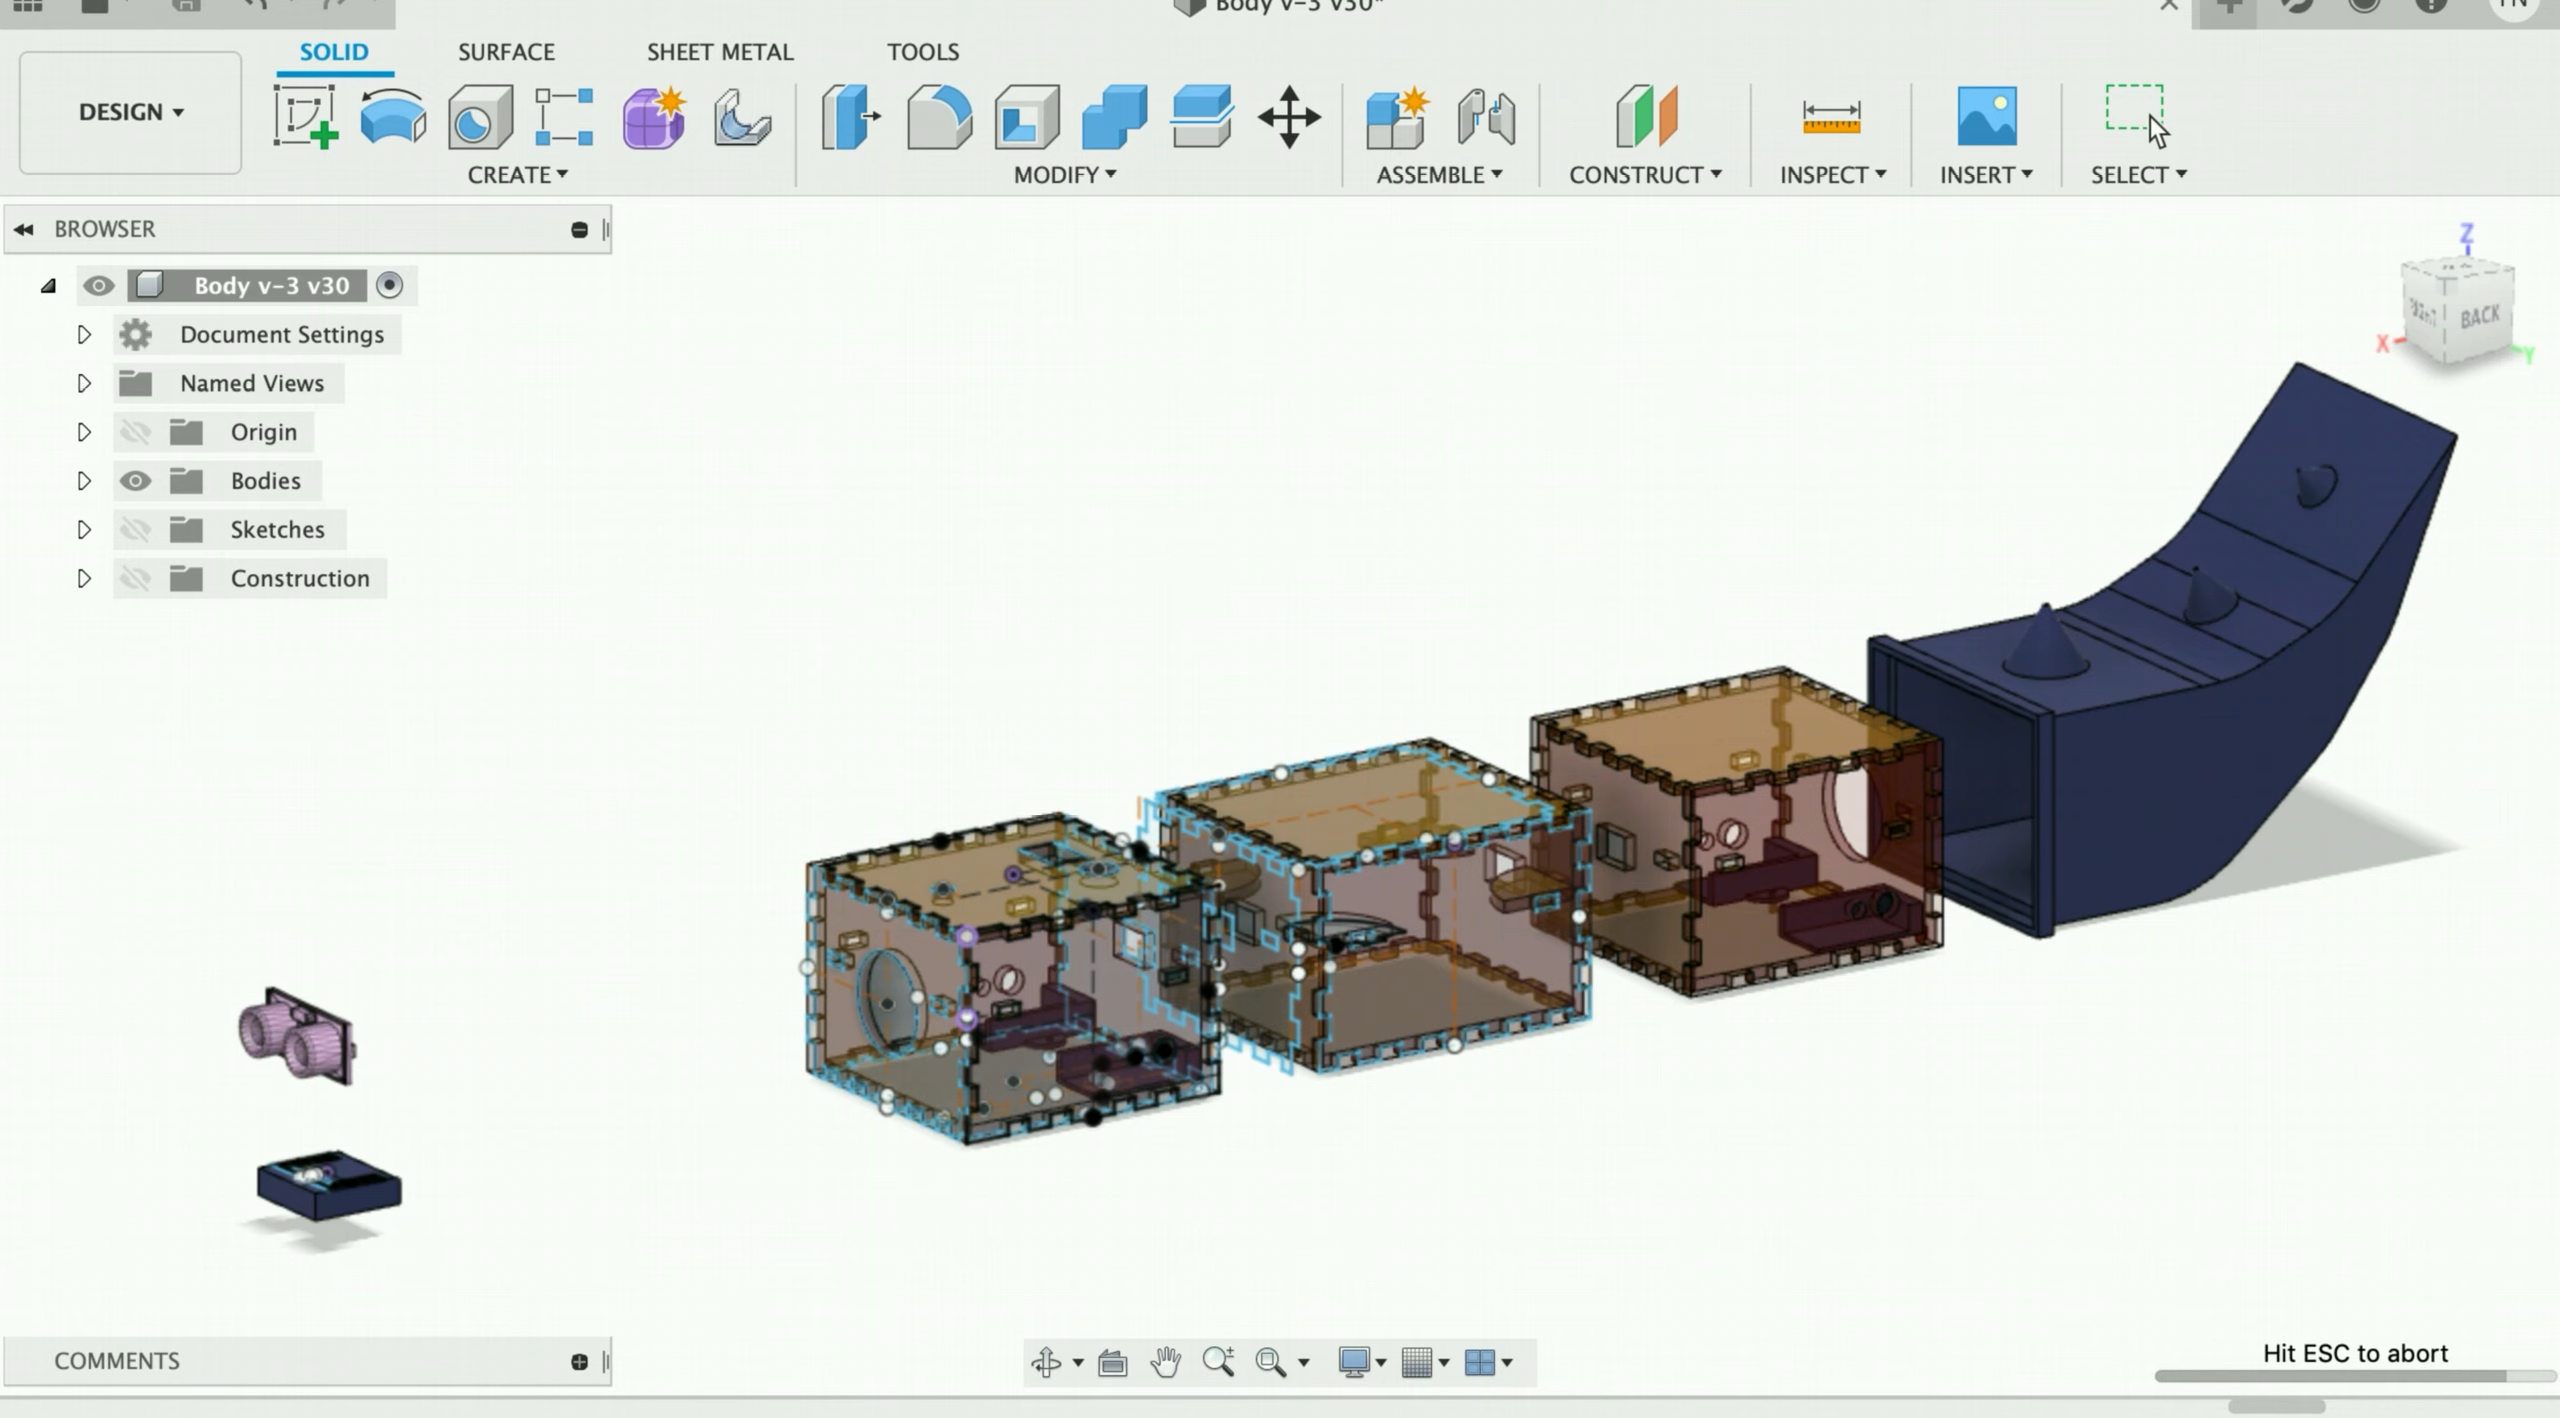 Body v-3 v30*
SOLID SURFACE SHEET METAL TOOLS
DESIGN
CREATE MODIFY ASSEMBLE CONSTRUCT INSPECT INSERT SELECT
BROWSER
Body v-3 v30
Document Settings
Named Views
Origin
Bodies
Sketches
Construction
Z
BACK
X
Y
COMMENTS
Hit ESC to abort